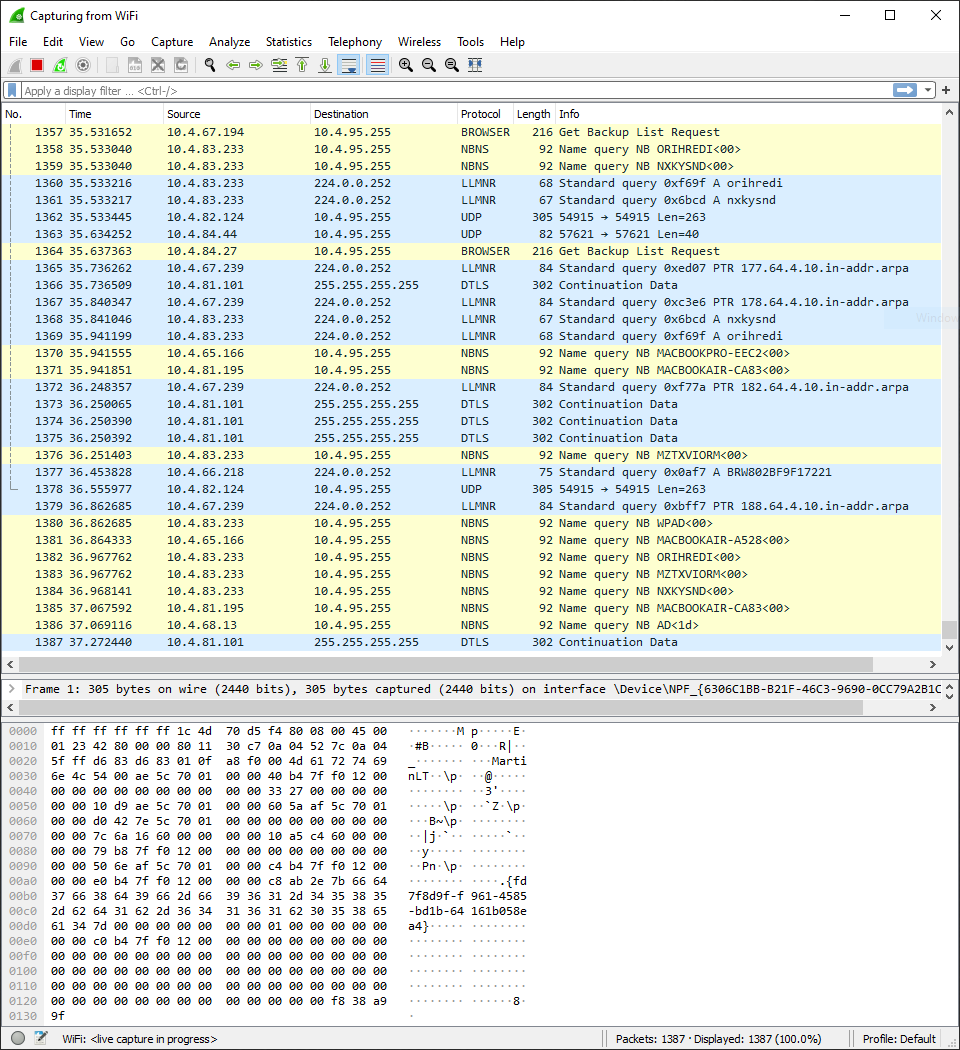 Capturing from WiFi
File Edit View Go Capture Analyze Statistics Telephony Wireless Tools Help
Apply a display filter … <Ctrl-/>
No. Time Source Destination Protocol Length Info
1357 35.531652 10.4.67.194 10.4.95.255 BROWSER 216 Get Backup List Request
1358 35.533040 10.4.83.233 10.4.95.255 NBNS 92 Name query NB ORIHREDI<00>
1359 35.533040 10.4.83.233 10.4.95.255 NBNS 92 Name query NB NXKYSND<00>
1360 35.533216 10.4.83.233 224.0.0.252 LLMNR 68 Standard query 0xf69f A orihredi
1361 35.533217 10.4.83.233 224.0.0.252 LLMNR 67 Standard query 0x6bcd A nxkysnd
1362 35.533445 10.4.82.124 10.4.95.255 UDP 305 54915 → 54915 Len=263
1363 35.634252 10.4.84.44 10.4.95.255 UDP 82 57621 → 57621 Len=40
1364 35.637363 10.4.84.27 10.4.95.255 BROWSER 216 Get Backup List Request
1365 35.736262 10.4.67.239 224.0.0.252 LLMNR 84 Standard query 0xed07 PTR 177.64.4.10.in-addr.arpa
1366 35.736509 10.4.81.101 255.255.255.255 DTLS 302 Continuation Data
1367 35.840347 10.4.67.239 224.0.0.252 LLMNR 84 Standard query 0xc3e6 PTR 178.64.4.10.in-addr.arpa
1368 35.841046 10.4.83.233 224.0.0.252 LLMNR 67 Standard query 0x6bcd A nxkysnd
1369 35.841199 10.4.83.233 224.0.0.252 LLMNR 68 Standard query 0xf69f A orihredi
1370 35.941555 10.4.65.166 10.4.95.255 NBNS 92 Name query NB MACBOOKPRO-EEC2<00>
1371 35.941851 10.4.81.195 10.4.95.255 NBNS 92 Name query NB MACBOOKAIR-CA83<00>
1372 36.248357 10.4.67.239 224.0.0.252 LLMNR 84 Standard query 0xf77a PTR 182.64.4.10.in-addr.arpa
1373 36.250065 10.4.81.101 255.255.255.255 DTLS 302 Continuation Data
1374 36.250390 10.4.81.101 255.255.255.255 DTLS 302 Continuation Data
1375 36.250392 10.4.81.101 255.255.255.255 DTLS 302 Continuation Data
1376 36.251403 10.4.83.233 10.4.95.255 NBNS 92 Name query NB MZTXVIORM<00>
1377 36.453828 10.4.66.218 224.0.0.252 LLMNR 75 Standard query 0x0af7 A BRW802BF9F17221
1378 36.555977 10.4.82.124 10.4.95.255 UDP 305 54915 → 54915 Len=263
1379 36.862685 10.4.67.239 224.0.0.252 LLMNR 84 Standard query 0xbff7 PTR 188.64.4.10.in-addr.arpa
1380 36.862685 10.4.83.233 10.4.95.255 NBNS 92 Name query NB WPAD<00>
1381 36.864333 10.4.65.166 10.4.95.255 NBNS 92 Name query NB MACBOOKAIR-A528<00>
1382 36.967762 10.4.83.233 10.4.95.255 NBNS 92 Name query NB ORIHREDI<00>
1383 36.967762 10.4.83.233 10.4.95.255 NBNS 92 Name query NB MZTXVIORM<00>
1384 36.968141 10.4.83.233 10.4.95.255 NBNS 92 Name query NB NXKYSND<00>
1385 37.067592 10.4.81.195 10.4.95.255 NBNS 92 Name query NB MACBOOKAIR-CA83<00>
1386 37.069116 10.4.68.13 10.4.95.255 NBNS 92 Name query NB AD<1d>
1387 37.272440 10.4.81.101 255.255.255.255 DTLS 302 Continuation Data
Frame 1: 305 bytes on wire (2440 bits), 305 bytes captured (2440 bits) on interface \Device\NPF_{6306C1BB-B21F-46C3-9690-0CC79A2B1C
0000 ff ff ff ff ff ff 1c 4d 70 d5 f4 80 08 00 45 00 ·······M p·····E·
0010 01 23 42 80 00 00 80 11 30 c7 0a 04 52 7c 0a 04 ·#B····· 0···R|··
0020 5f ff d6 83 d6 83 01 0f a8 f0 00 4d 61 72 74 69 _······· ···Marti
0030 6e 4c 54 00 ae 5c 70 01 00 00 40 b4 7f f0 12 00 nLT··\p· ··@·····
0040 00 00 00 00 00 00 00 00 00 00 33 27 00 00 00 00 ········ ··3'····
0050 00 00 10 d9 ae 5c 70 01 00 00 60 5a af 5c 70 01 ·····\p· ··`Z·\p·
0060 00 00 d0 42 7e 5c 70 01 00 00 00 00 00 00 00 00 ···B~\p· ········
0070 00 00 7c 6a 16 60 00 00 00 00 10 a5 c4 60 00 00 ··|j·`·· ·····`··
0080 00 00 79 b8 7f f0 12 00 00 00 00 00 00 00 00 00 ··y····· ········
0090 00 00 50 6e af 5c 70 01 00 00 c4 b4 7f f0 12 00 ··Pn·\p· ········
00a0 00 00 e0 b4 7f f0 12 00 00 00 c8 ab 2e 7b 66 64 ········ ····.{fd
00b0 37 66 38 64 39 66 2d 66 39 36 31 2d 34 35 38 35 7f8d9f-f 961-4585
00c0 2d 62 64 31 62 2d 36 34 31 36 31 62 30 35 38 65 -bd1b-64 161b058e
00d0 61 34 7d 00 00 00 00 00 00 01 00 00 00 00 00 00 a4}····· ········
00e0 00 00 c0 b4 7f f0 12 00 00 00 00 00 00 00 00 00 ········ ········
00f0 00 00 00 00 00 00 00 00 00 00 00 00 00 00 00 00 ········ ········
0100 00 00 00 00 00 00 00 00 00 00 00 00 00 00 00 00 ········ ········
0110 00 00 00 00 00 00 00 00 00 00 00 00 00 00 00 00 ········ ········
0120 00 00 00 00 00 00 00 00 00 00 00 00 00 f8 38 a9 ········ ······8·
0130 9f ·
WiFi: <live capture in progress> Packets: 1387 · Displayed: 1387 (100.0%) Profile: Default